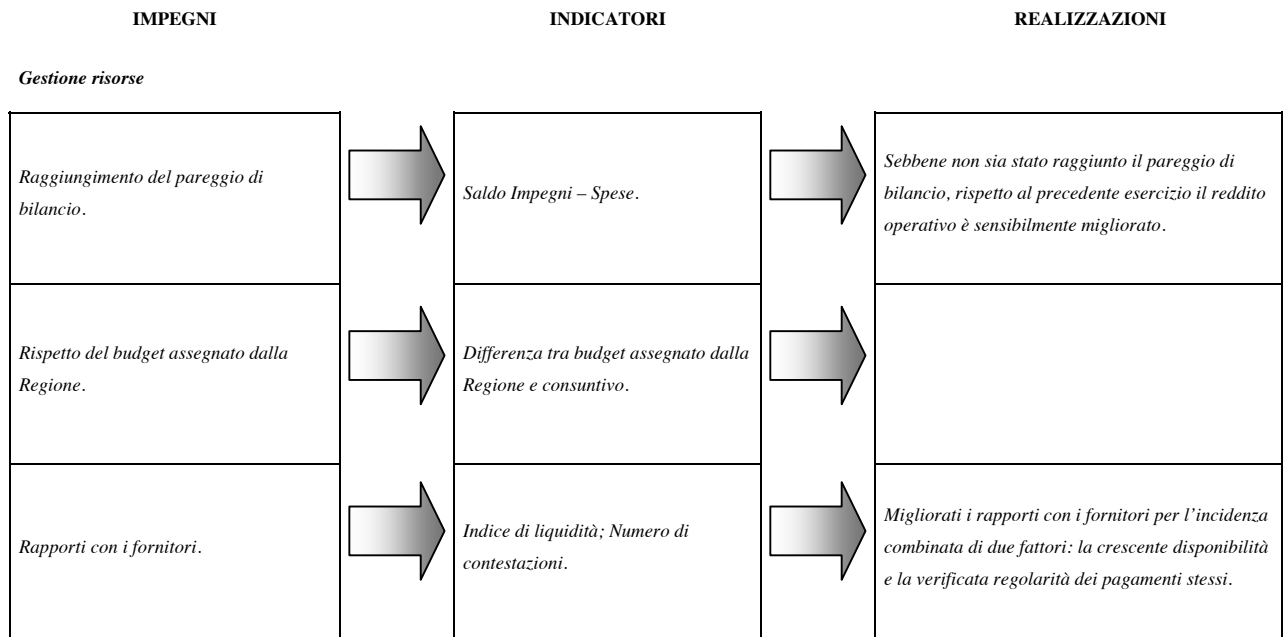 IMPEGNI
INDICATORI
REALIZZAZIONI
Gestione risorse
Raggiungimento del pareggio di
bilancio.
Saldo Impegni – Spese.
Sebbene non sia stato raggiunto il pareggio di
bilancio, rispetto al precedente esercizio il reddito
operativo è sensibilmente migliorato.
Rispetto del budget assegnato dalla
Regione.
Differenza tra budget assegnato dalla
Regione e consuntivo.
Rapporti con i fornitori.
Indice di liquidità; Numero di
contestazioni.
Migliorati i rapporti con i fornitori per l’incidenza
combinata di due fattori: la crescente disponibilità
e la verificata regolarità dei pagamenti stessi.